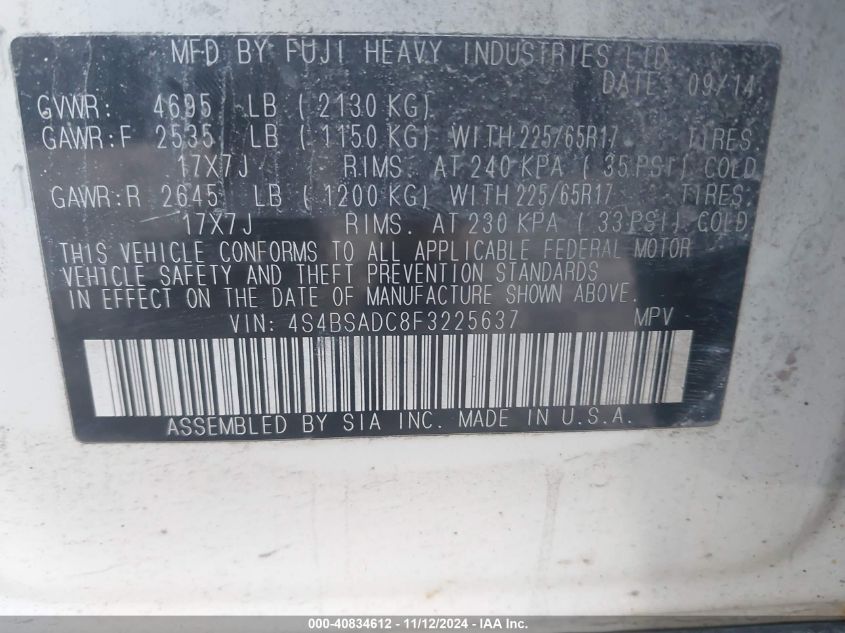 MFD BY FUJI HEAVY INDUSTRIES LTD.
DATE: 09/14
GVWR: 4695 LB ( 2130 KG)
GAWR:F 2535 LB ( 1150 KG) WITH 225/65R17 TIRES
17X7J RIMS. AT 240 KPA ( 35 PSI) COLD
GAWR:R 2645 LB ( 1200 KG) WITH 225/65R17 TIRES.
17X7J RIMS. AT 230 KPA ( 33 PSI) COLD
THIS VEHICLE CONFORMS TO ALL APPLICABLE FEDERAL MOTOR
VEHICLE SAFETY AND THEFT PREVENTION STANDARDS
IN EFFECT ON THE DATE OF MANUFACTURE SHOWN ABOVE.
VIN: 4S4BSADC8F3225637 MPV
ASSEMBLED BY SIA INC. MADE IN U.S.A.
000-40834612 - 11/12/2024 - IAA Inc.